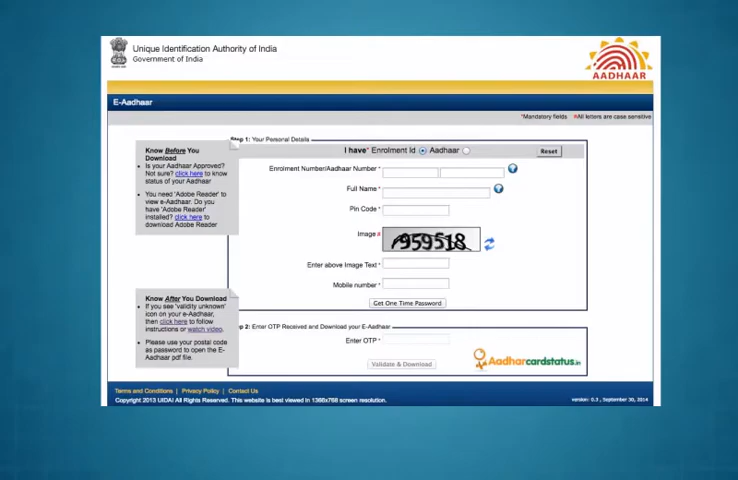 Unique Identification Authority of India
Government of India
AADHAAR
E-Aadhaar
*Mandatory fields #All letters are case sensitive
Step 1: Your Personal Details
I have* Enrolment Id Aadhaar
Reset
Know Before You
Download
Is your Aadhaar Approved?
Not sure? click here to know
status of your Aadhaar
You need 'Adobe Reader' to
view e-Aadhaar. Do you
have 'Adobe Reader'
installed? click here to
download Adobe Reader
Enrolment Number/Aadhaar Number *
Full Name *
Pin Code *
Image#
959518
Enter above Image Text *
Mobile number *
Get One Time Password
Know After You Download
If you see 'validity unknown'
icon on your e-Aadhaar,
then click here to follow
instructions or watch video.
Please use your postal code
as password to open the E-
Aadhaar pdf file.
p 2: Enter OTP Received and Download your E-Aadhaar
Enter OTP *
Validate & Download
Aadharcardstatus.in
Terms and Conditions | Privacy Policy | Contact Us
Copyright 2013 UIDAI All Rights Reserved. This website is best viewed in 1366x768 screen resolution.
version: 0.3 , September 30, 2014